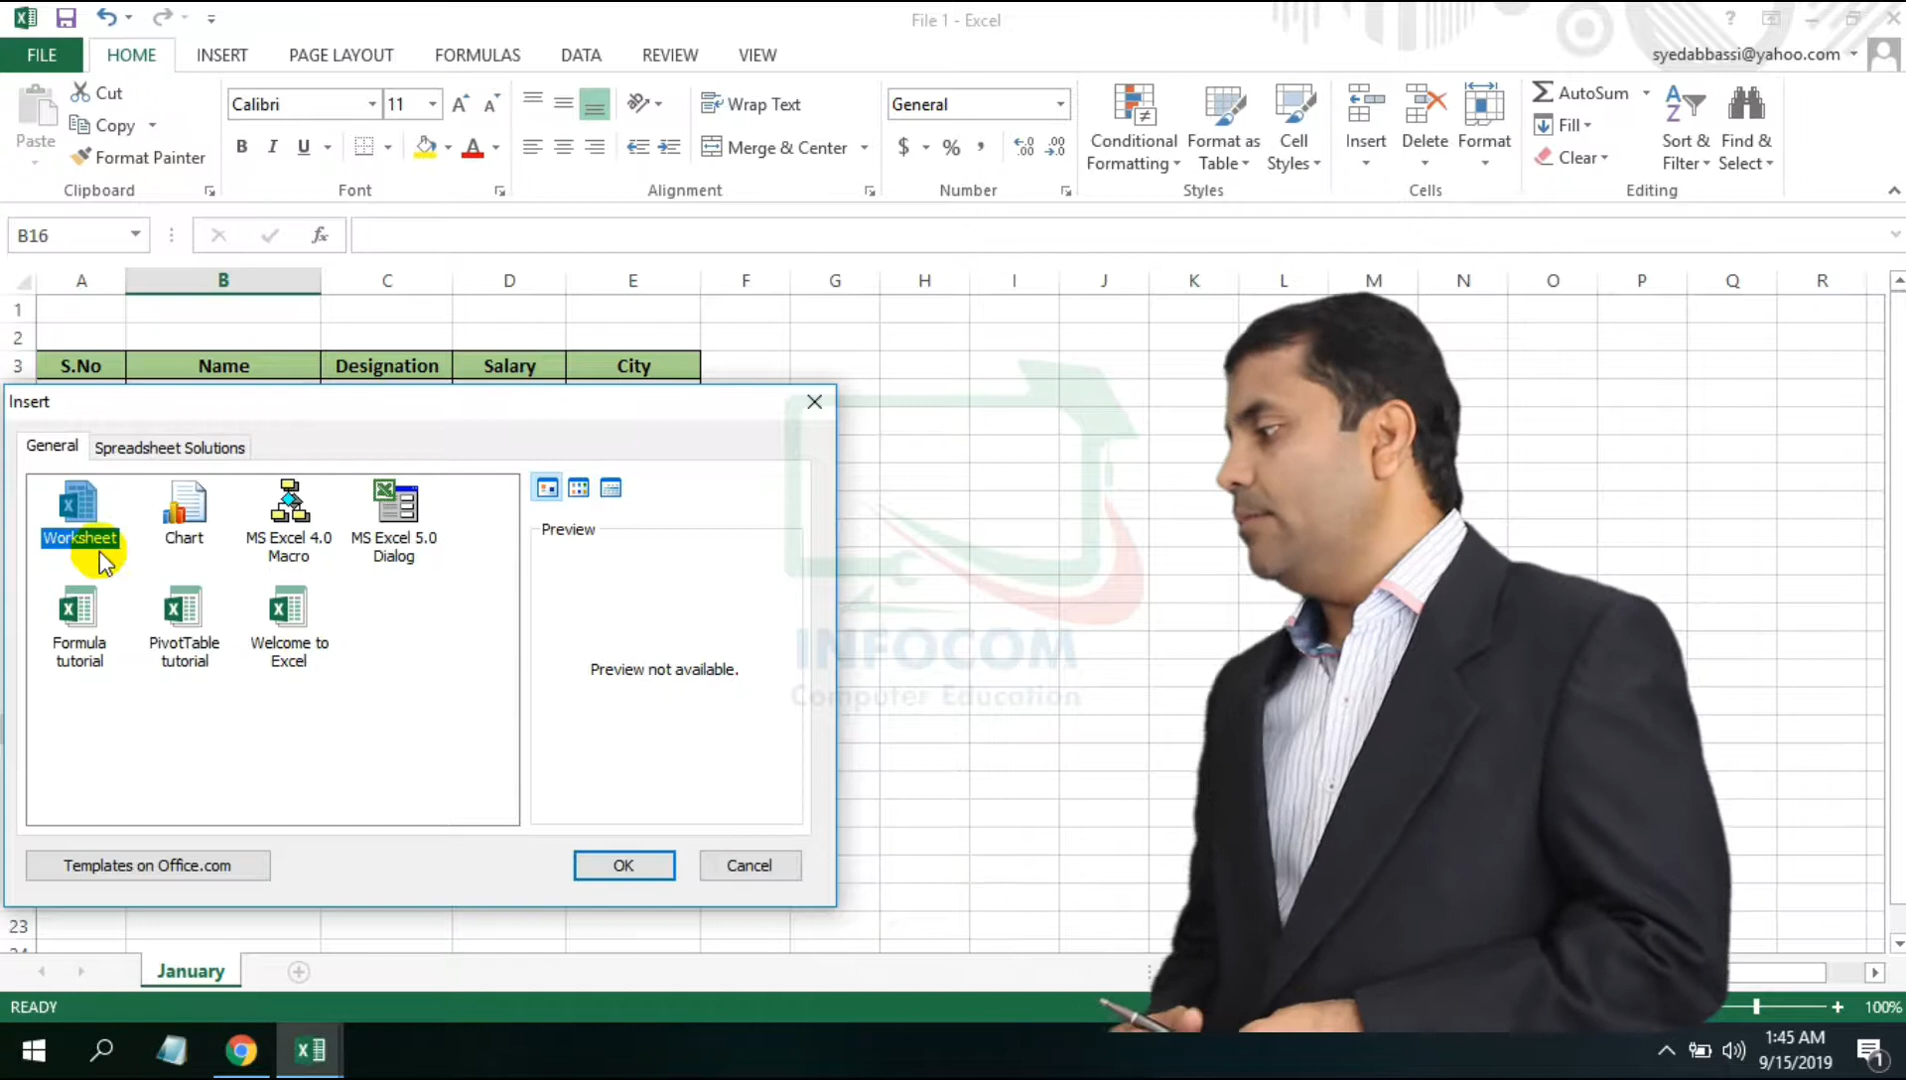 File 1 - Excel
?
FILE HOME INSERT PAGE LAYOUT FORMULAS DATA REVIEW VIEW
syedabbassi@yahoo.com
Paste
Cut
Copy
Format Painter
Clipboard
Calibri 11
B I U
Font
Wrap Text
Merge & Center
Alignment
General
$ % ,
Number
Conditional Formatting
Format as Table
Cell Styles
Styles
Insert Delete Format
Cells
AutoSum
Fill
Clear
Sort & Filter
Find & Select
Editing
B16
fx
A B C D E F G H I J K L M N O P Q R
1
2
3 S.No Name Designation Salary City
Insert
General Spreadsheet Solutions
Worksheet
Chart
MS Excel 4.0
Macro
MS Excel 5.0
Dialog
Formula
tutorial
PivotTable
tutorial
Welcome to
Excel
Preview
Preview not available.
Templates on Office.com
OK
Cancel
INFOCOM
Computer Education
23
January
READY
100%
1:45 AM
9/15/2019
1